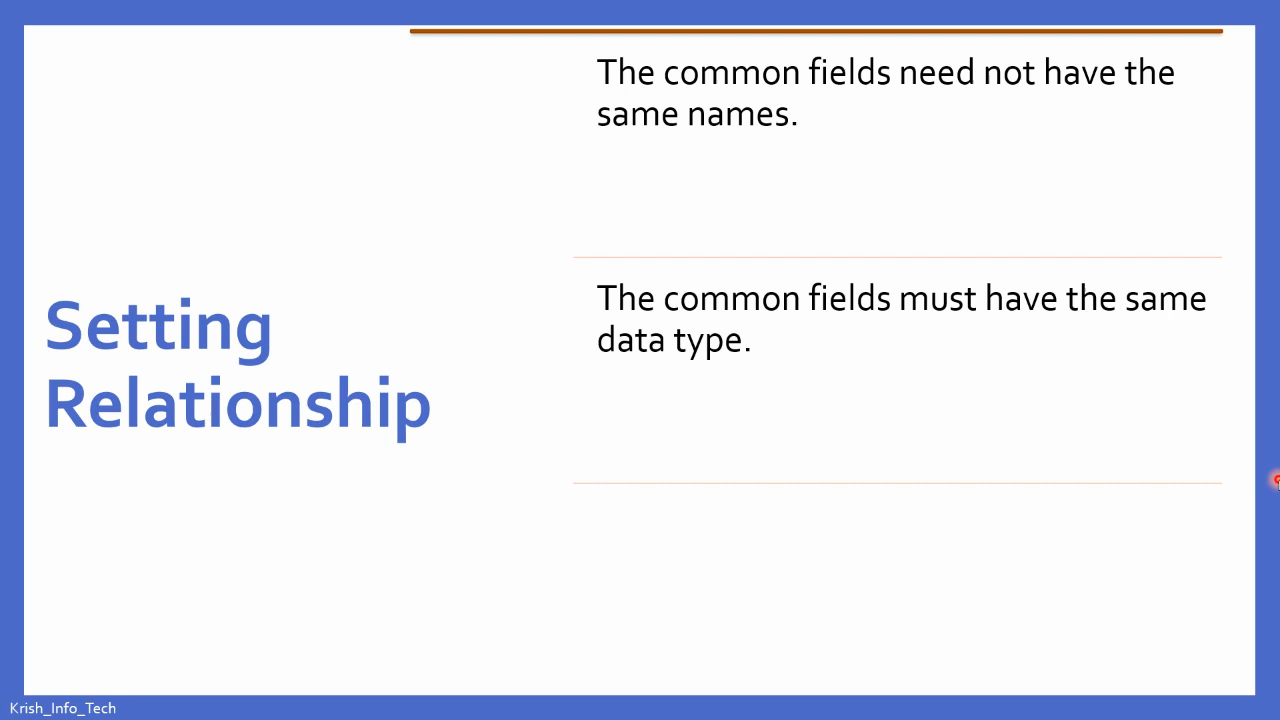 Setting
Relationship
The common fields need not have the
same names.
The common fields must have the same
data type.
Krish_Info_Tech